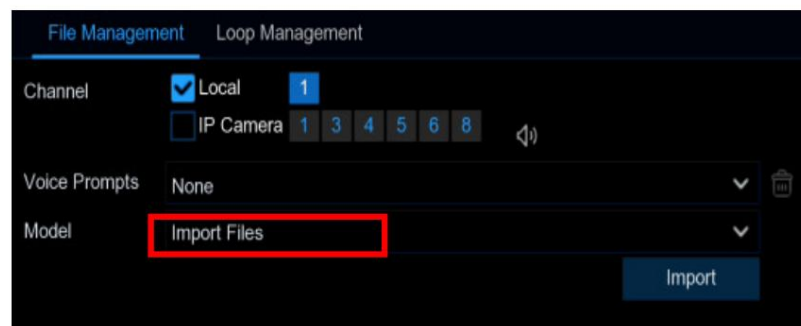 File Management Loop Management
Channel Local 1
IP Camera 1 3 4 5 6 8
Voice Prompts None
Model Import Files
Import